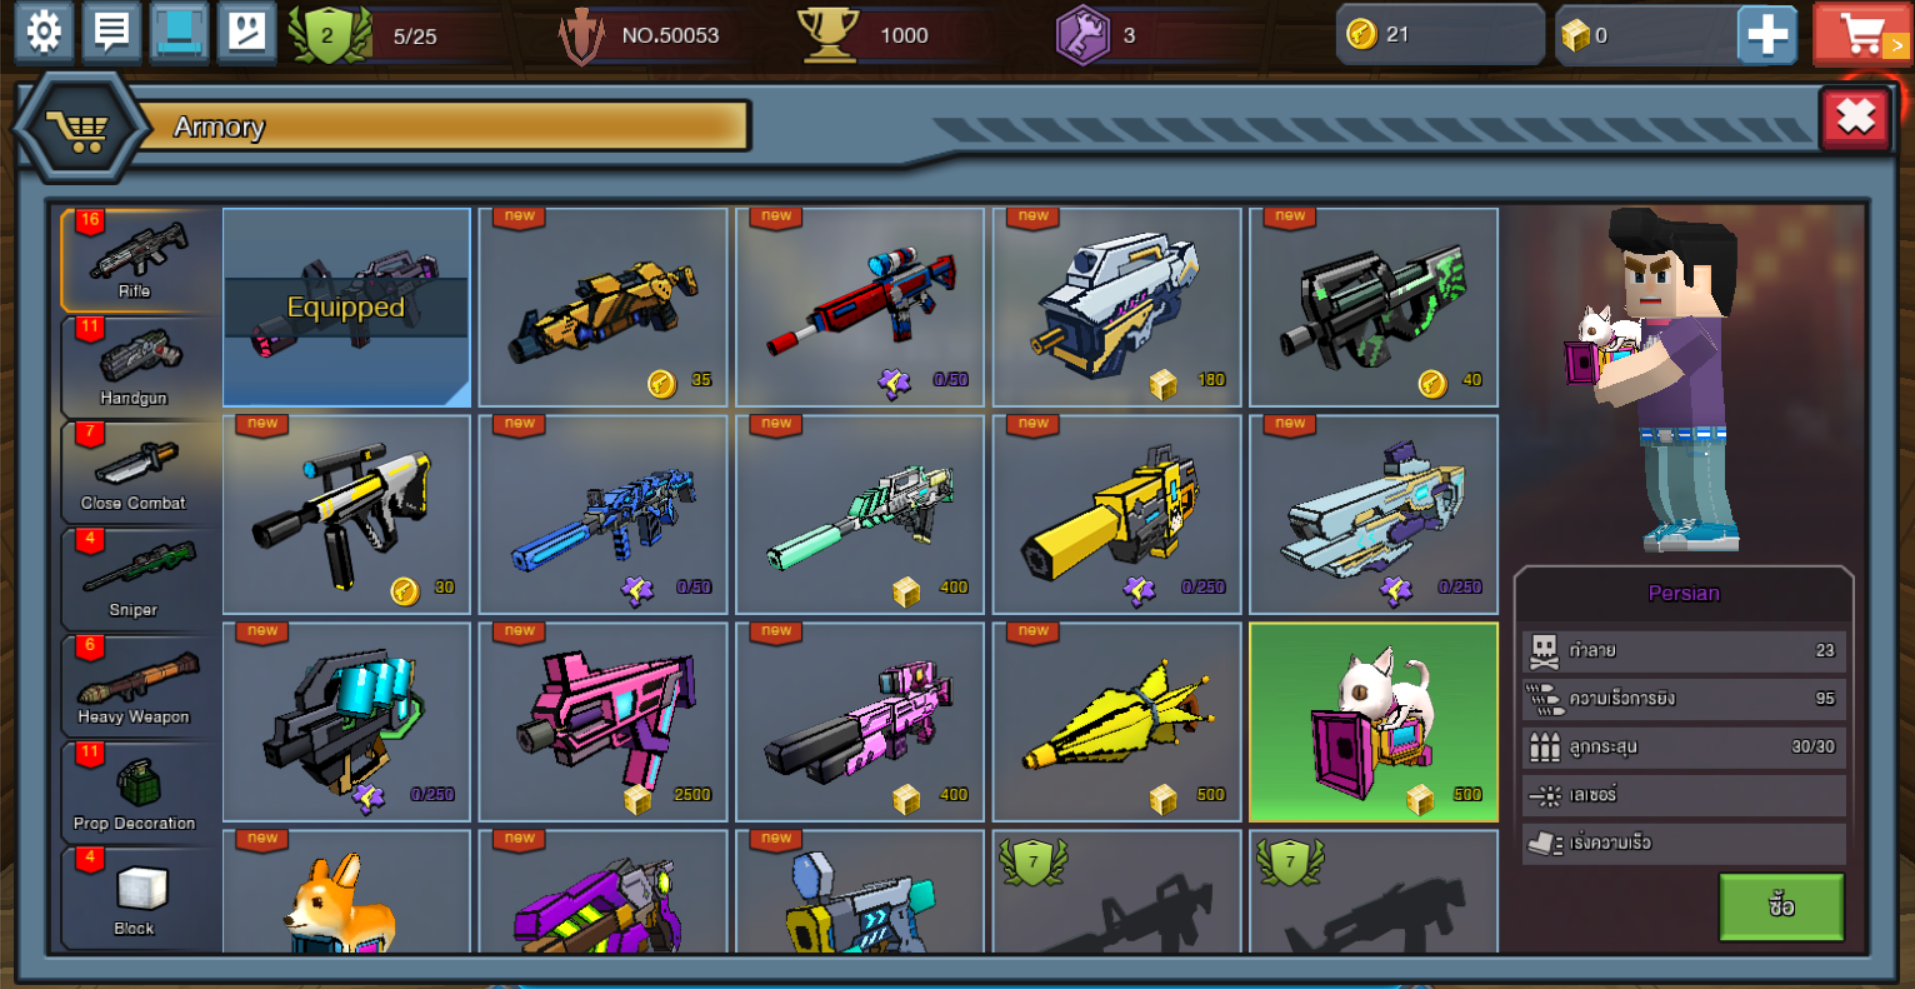 2
5/25
NO.50053
1000
3
21
0
Armory
16
Rifle
11
Handgun
7
Close Combat
4
Sniper
6
Heavy Weapon
11
Prop Decoration
4
Block
Equipped
new
35
new
0/50
new
180
new
40
new
30
new
0/50
new
400
new
0/250
new
0/250
new
0/250
new
2500
new
400
new
500
500
new
new
new
7
7
Persian
ทำลาย
23
ความเร็วการยิง
95
ลูกกระสุน
30/30
เลเซอร์
เร่งความเร็ว
ซื้อ